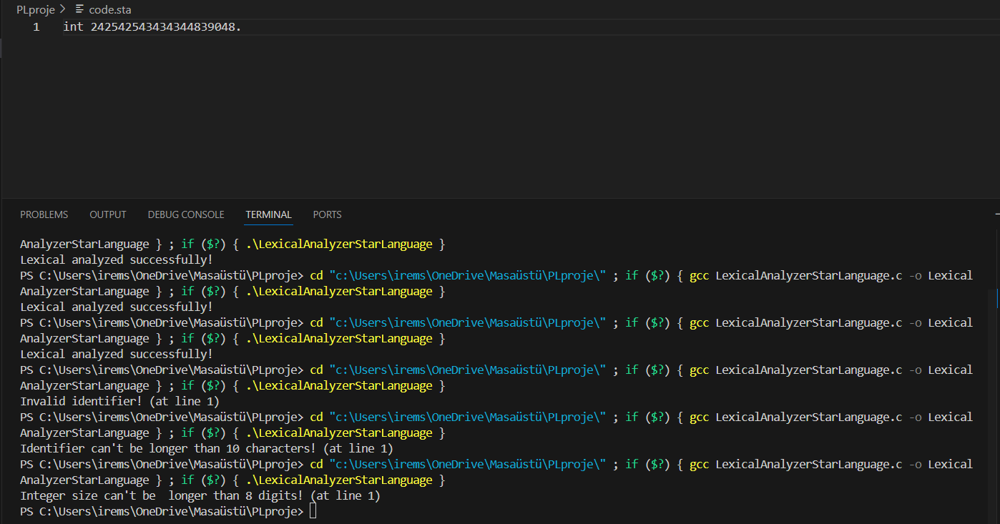 PLproje > code.sta
1 int 242542543434344839048.
PROBLEMS OUTPUT DEBUG CONSOLE TERMINAL PORTS
AnalyzerStarLanguage } ; if ($?) { .\LexicalAnalyzerStarLanguage }
Lexical analyzed successfully!
PS C:\Users\irems\OneDrive\Masaüstü\PLproje> cd "c:\Users\irems\OneDrive\Masaüstü\PLproje\" ; if ($?) { gcc LexicalAnalyzerStarLanguage.c -o Lexical
AnalyzerStarLanguage } ; if ($?) { .\LexicalAnalyzerStarLanguage }
Lexical analyzed successfully!
PS C:\Users\irems\OneDrive\Masaüstü\PLproje> cd "c:\Users\irems\OneDrive\Masaüstü\PLproje\" ; if ($?) { gcc LexicalAnalyzerStarLanguage.c -o Lexical
AnalyzerStarLanguage } ; if ($?) { .\LexicalAnalyzerStarLanguage }
Lexical analyzed successfully!
PS C:\Users\irems\OneDrive\Masaüstü\PLproje> cd "c:\Users\irems\OneDrive\Masaüstü\PLproje\" ; if ($?) { gcc LexicalAnalyzerStarLanguage.c -o Lexical
AnalyzerStarLanguage } ; if ($?) { .\LexicalAnalyzerStarLanguage }
Invalid identifier! (at line 1)
PS C:\Users\irems\OneDrive\Masaüstü\PLproje> cd "c:\Users\irems\OneDrive\Masaüstü\PLproje\" ; if ($?) { gcc LexicalAnalyzerStarLanguage.c -o Lexical
AnalyzerStarLanguage } ; if ($?) { .\LexicalAnalyzerStarLanguage }
Identifier can't be longer than 10 characters! (at line 1)
PS C:\Users\irems\OneDrive\Masaüstü\PLproje> cd "c:\Users\irems\OneDrive\Masaüstü\PLproje\" ; if ($?) { gcc LexicalAnalyzerStarLanguage.c -o Lexical
AnalyzerStarLanguage } ; if ($?) { .\LexicalAnalyzerStarLanguage }
Integer size can't be  longer than 8 digits! (at line 1)
PS C:\Users\irems\OneDrive\Masaüstü\PLproje>